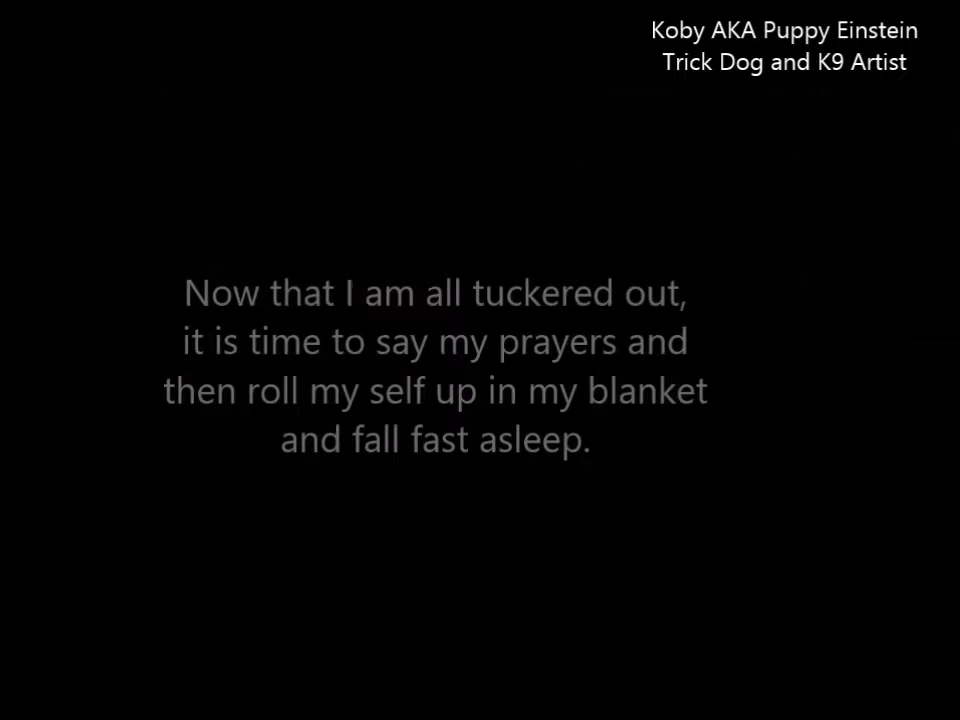 Koby AKA Puppy Einstein
Trick Dog and K9 Artist
Now that I am all tuckered out,
it is time to say my prayers and
then roll my self up in my blanket
and fall fast asleep.